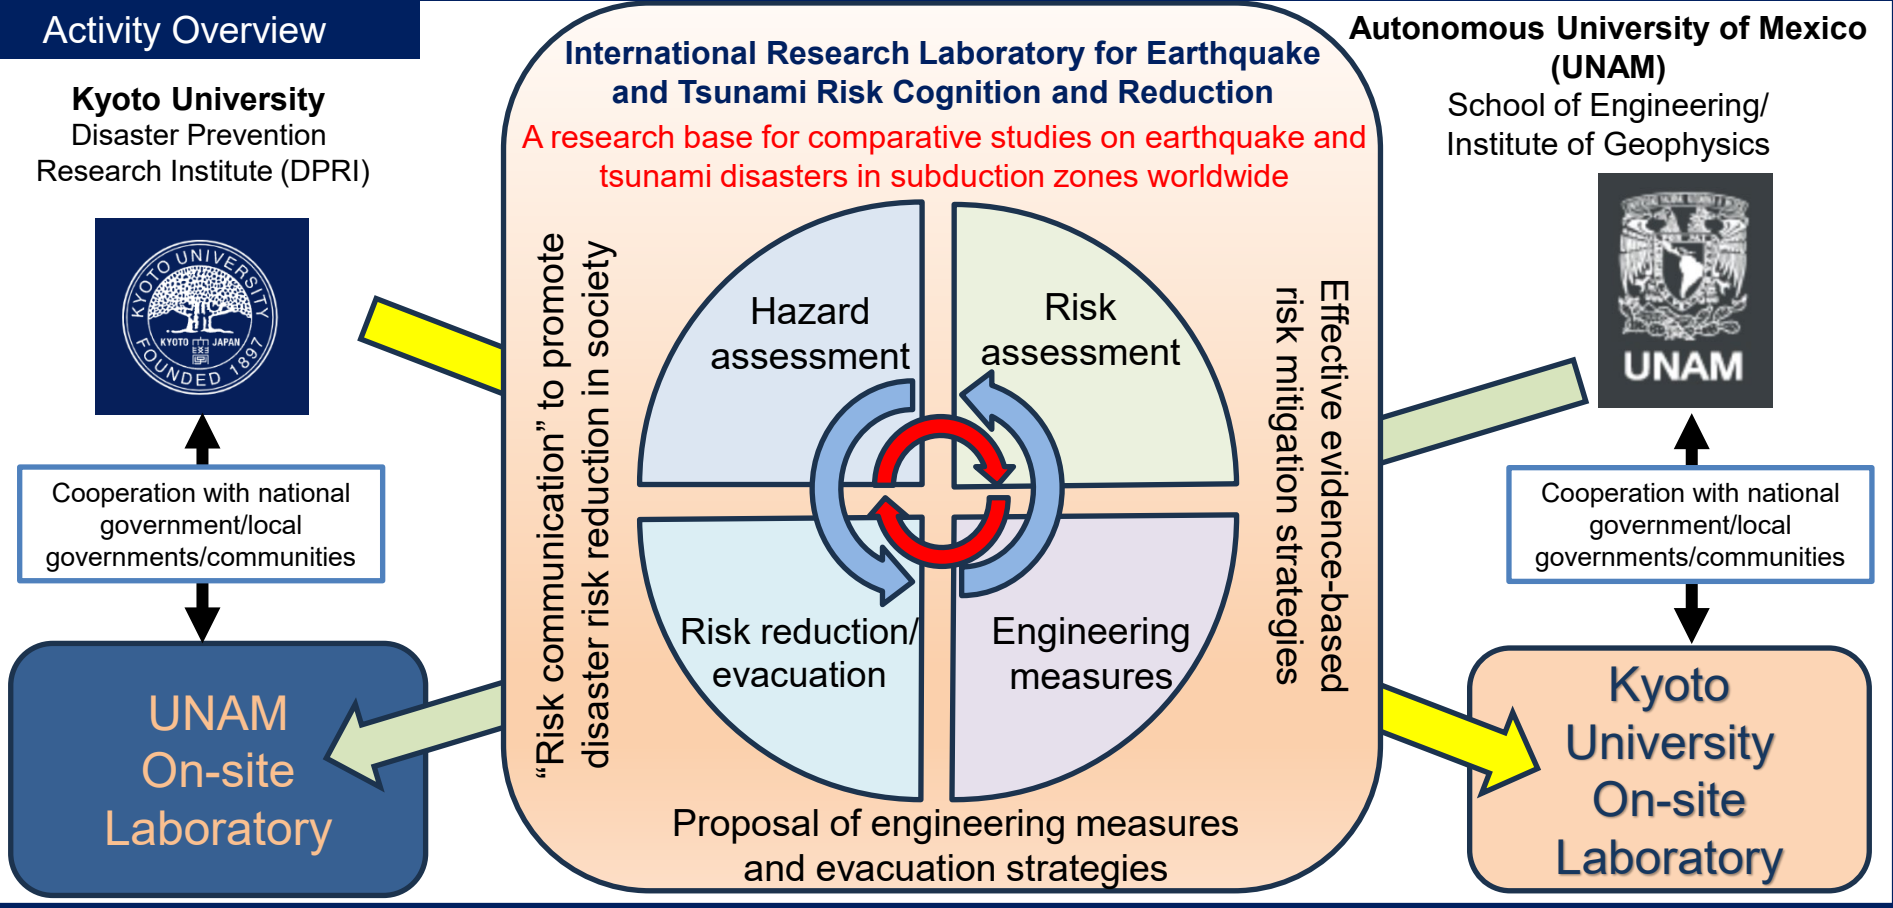 Activity Overview
Kyoto University
Disaster Prevention
Research Institute (DPRI)
KYOTO UNIVERSITY
KYOTO JAPAN
FOUNDED 1897
Cooperation with national
government/local
governments/communities
UNAM
On-site
Laboratory
International Research Laboratory for Earthquake
and Tsunami Risk Cognition and Reduction
A research base for comparative studies on earthquake and
tsunami disasters in subduction zones worldwide
“Risk communication” to promote
disaster risk reduction in society
Hazard
assessment
Risk
assessment
Risk reduction/
evacuation
Engineering
measures
Effective evidence-based
risk mitigation strategies
Proposal of engineering measures
and evacuation strategies
Autonomous University of Mexico
(UNAM)
School of Engineering/
Institute of Geophysics
UNAM
Cooperation with national
government/local
governments/communities
Kyoto
University
On-site
Laboratory